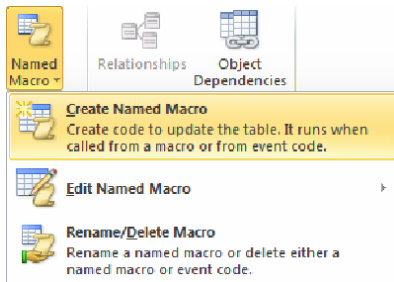 Named
Macro
Relationships
Object
Dependencies
Create Named Macro
Create code to update the table. It runs when
called from a macro or from event code.
Edit Named Macro
Rename/Delete Macro
Rename a named macro or delete either a
named macro or event code.